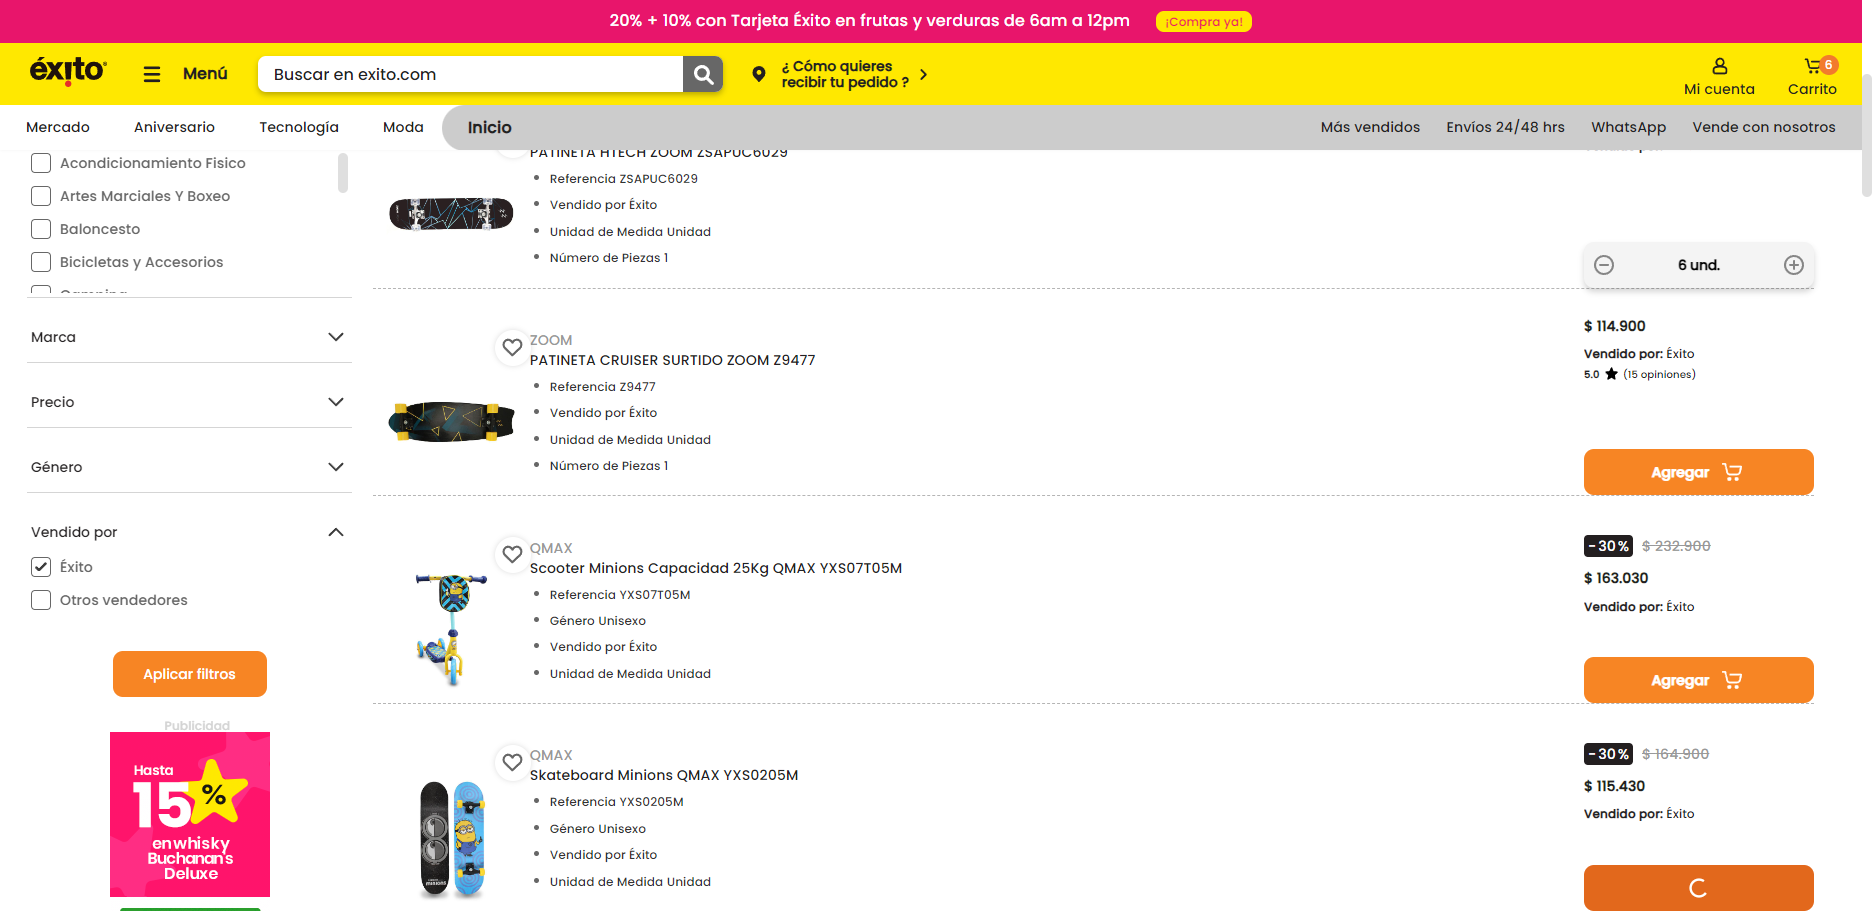 20% + 10% con Tarjeta Éxito en frutas y verduras de 6am a 12pm
¡Compra ya!
éxito
Menú
Buscar en exito.com
¿ Cómo quieres
recibir tu pedido ?
Mi cuenta
6
Carrito
Mercado
Aniversario
Tecnología
Moda
Inicio
Más vendidos
Envíos 24/48 hrs
WhatsApp
Vende con nosotros
Acondicionamiento Fisico
Artes Marciales Y Boxeo
Baloncesto
Bicicletas y Accesorios
Marca
Precio
Género
Vendido por
Éxito
Otros vendedores
Aplicar filtros
Publicidad
Hasta
15%
en whisky
Buchanan's
Deluxe
PATINETA HTECH ZOOM ZSAPUC6029
Referencia ZSAPUC6029
Vendido por Éxito
Unidad de Medida Unidad
Número de Piezas 1
6 und.
ZOOM
PATINETA CRUISER SURTIDO ZOOM Z9477
Referencia Z9477
Vendido por Éxito
Unidad de Medida Unidad
Número de Piezas 1
$ 114.900
Vendido por: Éxito
5.0 (15 opiniones)
Agregar
QMAX
Scooter Minions Capacidad 25Kg QMAX YXS07T05M
Referencia YXS07T05M
Género Unisexo
Vendido por Éxito
Unidad de Medida Unidad
-30% $ 232.900
$ 163.030
Vendido por: Éxito
Agregar
QMAX
Skateboard Minions QMAX YXS0205M
Referencia YXS0205M
Género Unisexo
Vendido por Éxito
Unidad de Medida Unidad
-30% $ 164.900
$ 115.430
Vendido por: Éxito